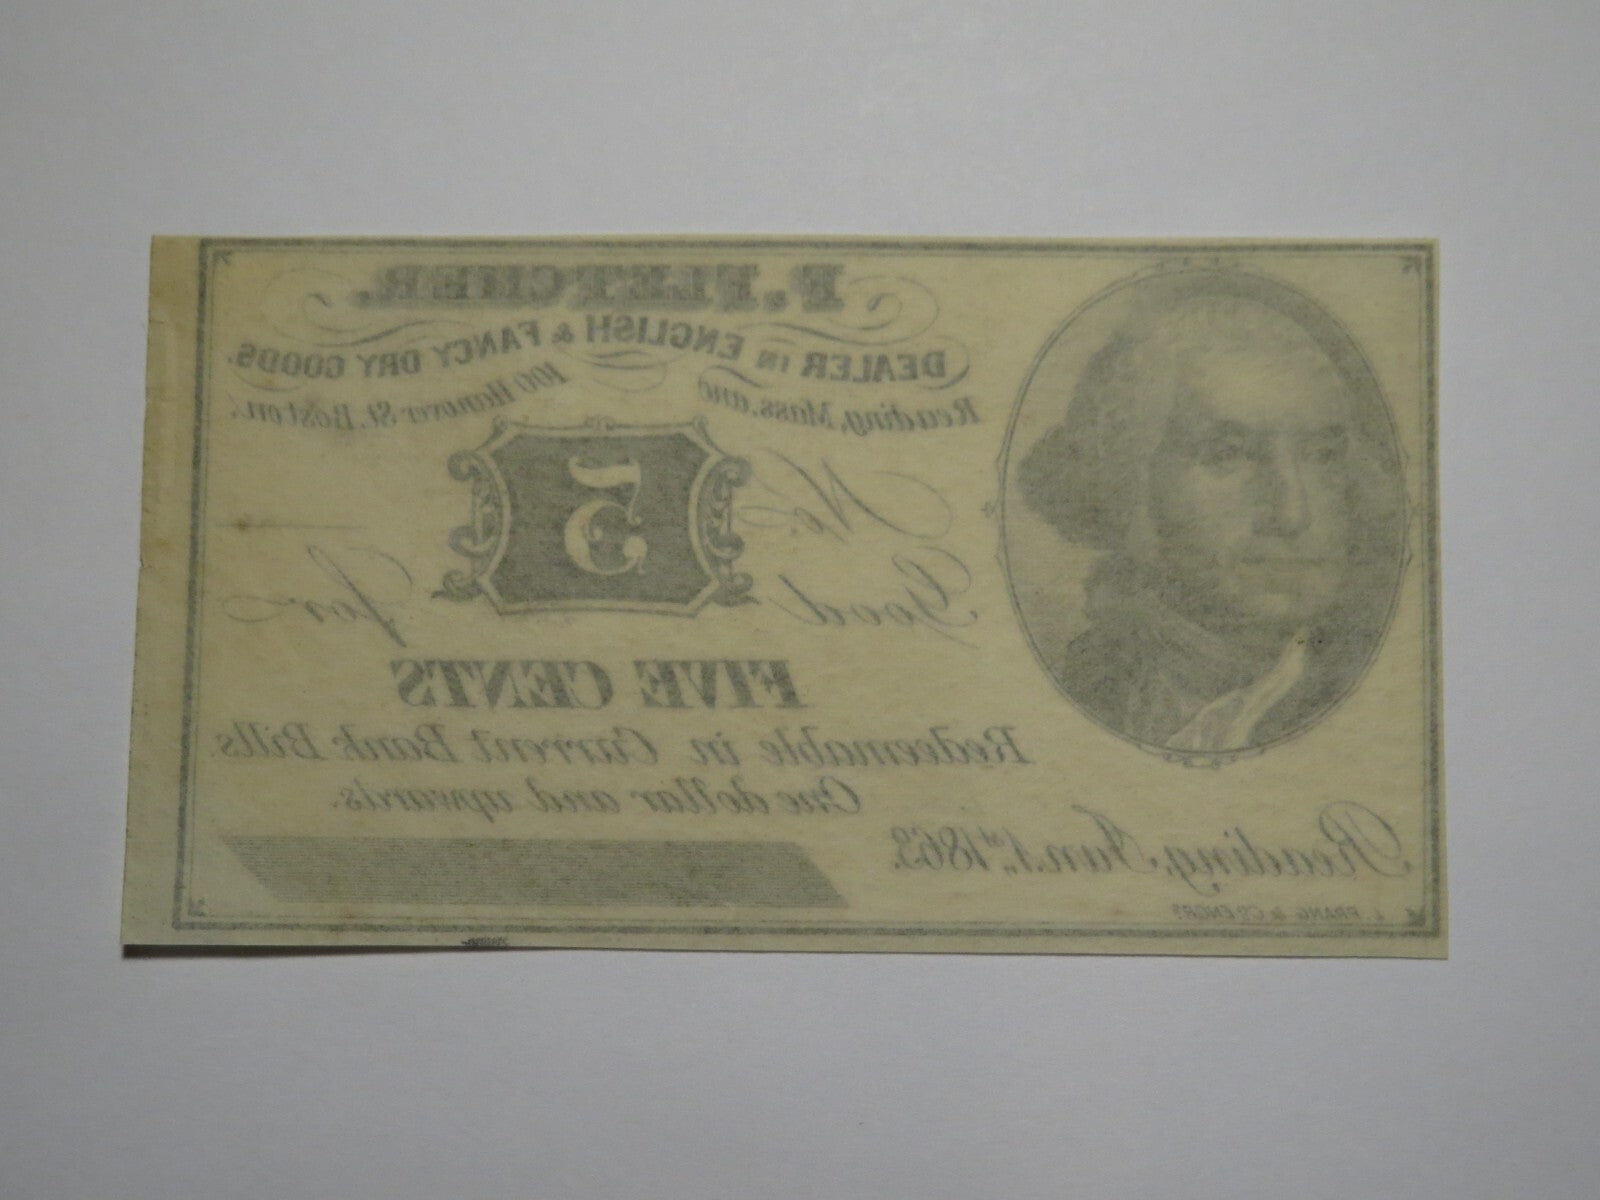 F. FLETCHER.
DEALER IN ENGLISH & FANCY DRY GOODS.
Reading, Mass. and 100 Hanover St. Boston.
No. 5
Good for
FIVE CENTS
Redeemable in Current Bank Bills.
One dollar and upwards.
Reading, Jan. 1st, 1863.
L. PRANG & CO ENGRS.